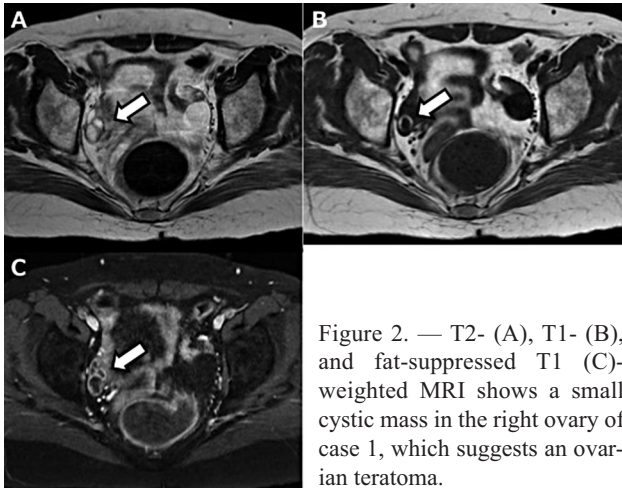 A
B
C
Figure 2. — T2- (A), T1- (B),
and fat-suppressed T1 (C)-
weighted MRI shows a small
cystic mass in the right ovary of
case 1, which suggests an ovar-
ian teratoma.